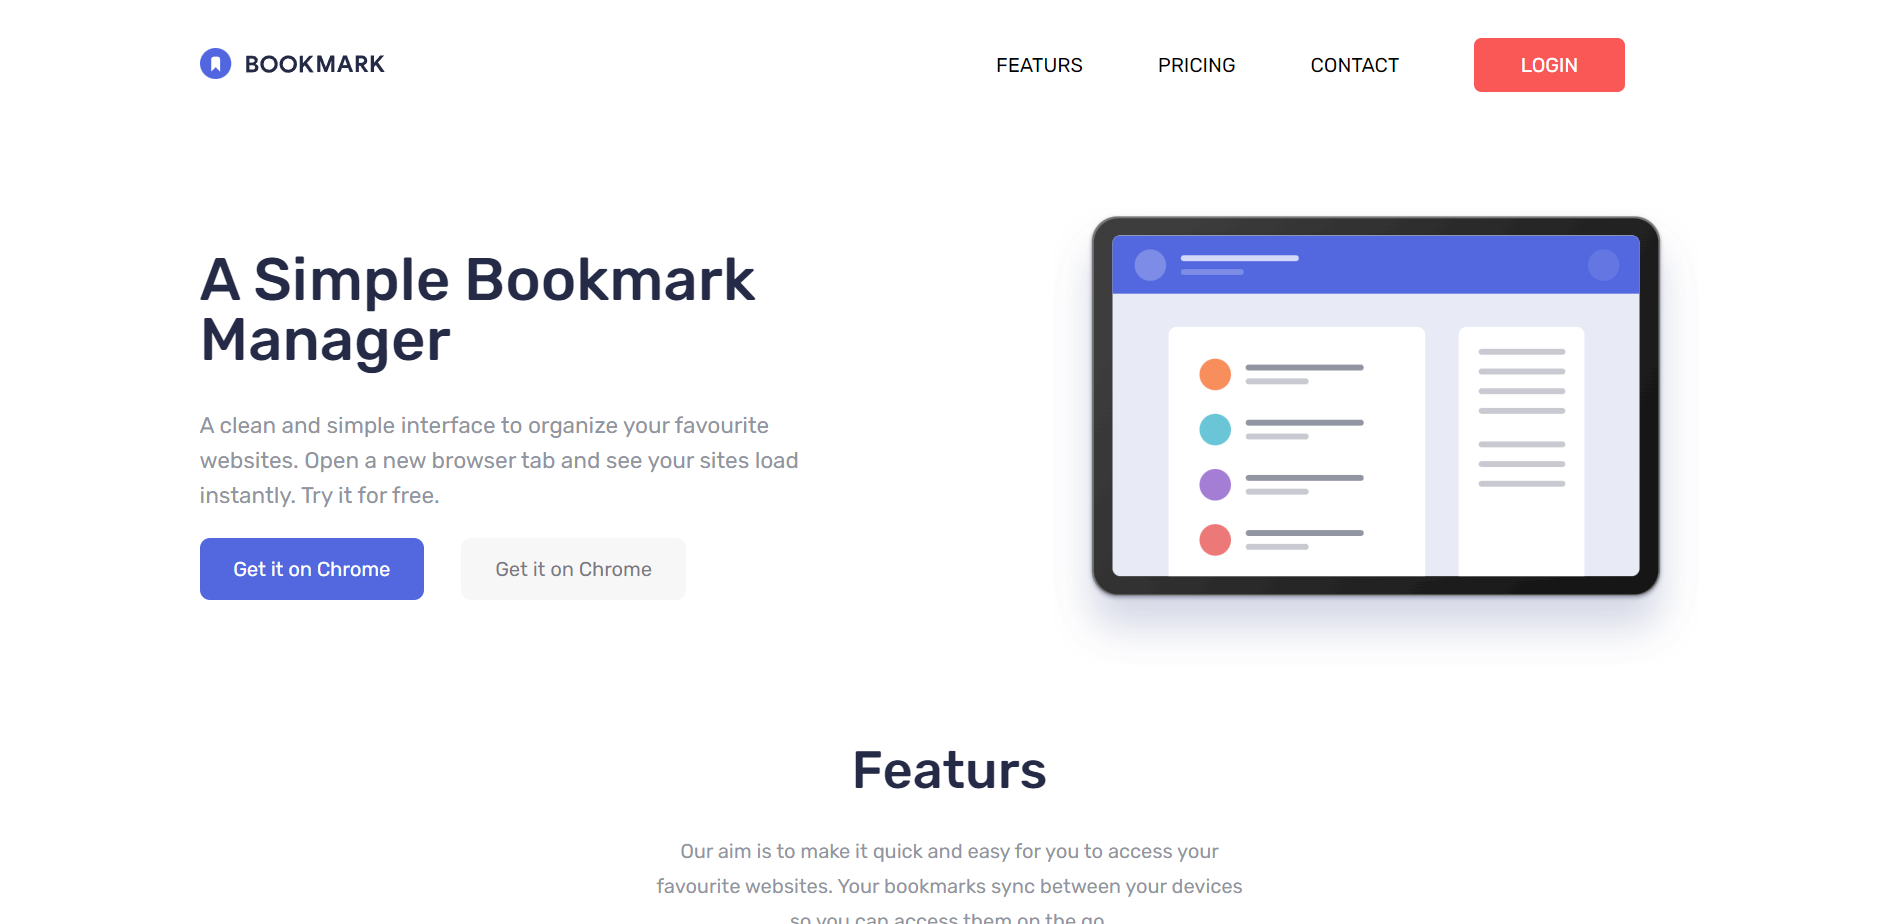 BOOKMARK
FEATURS
PRICING
CONTACT
LOGIN
A Simple Bookmark
Manager
A clean and simple interface to organize your favourite
websites. Open a new browser tab and see your sites load
instantly. Try it for free.
Get it on Chrome
Get it on Chrome
Featurs
Our aim is to make it quick and easy for you to access your
favourite websites. Your bookmarks sync between your devices
so you can access them on the go.